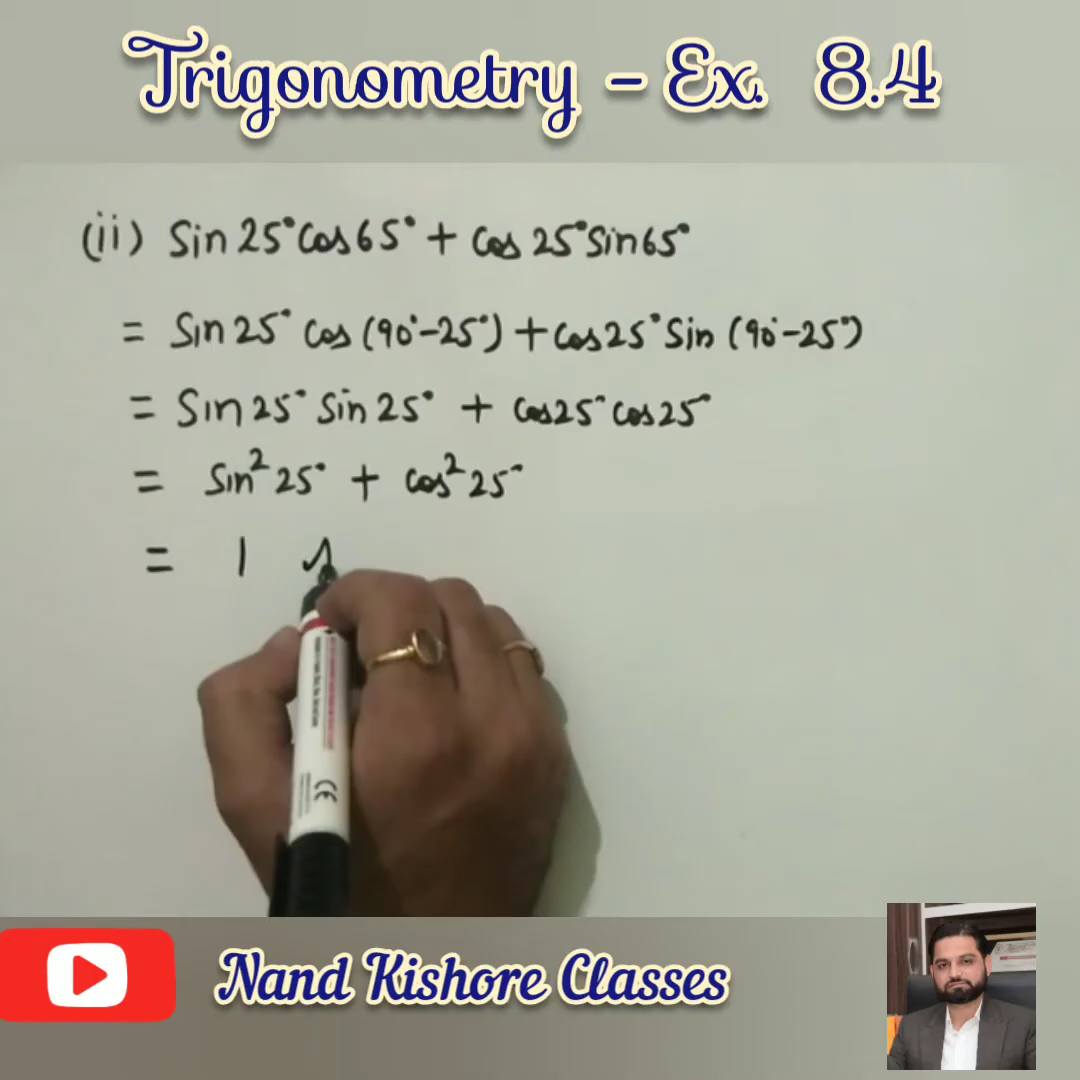 Trigonometry - Ex. 8.4
(ii) Sin 25° Cos 65° + Cos 25° Sin 65°
= Sin 25° Cos (90°-25°) + Cos 25° Sin (90°-25°)
= Sin 25° Sin 25° + Cos 25° Cos 25°
= Sin² 25° + Cos² 25°
= 1
CE
Nand Kishore Classes